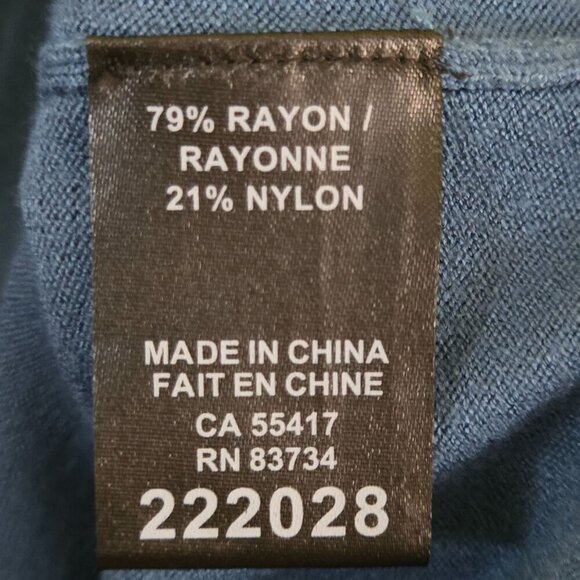 79% RAYON /
RAYONNE
21% NYLON
MADE IN CHINA
FAIT EN CHINE
CA 55417
RN 83734
222028